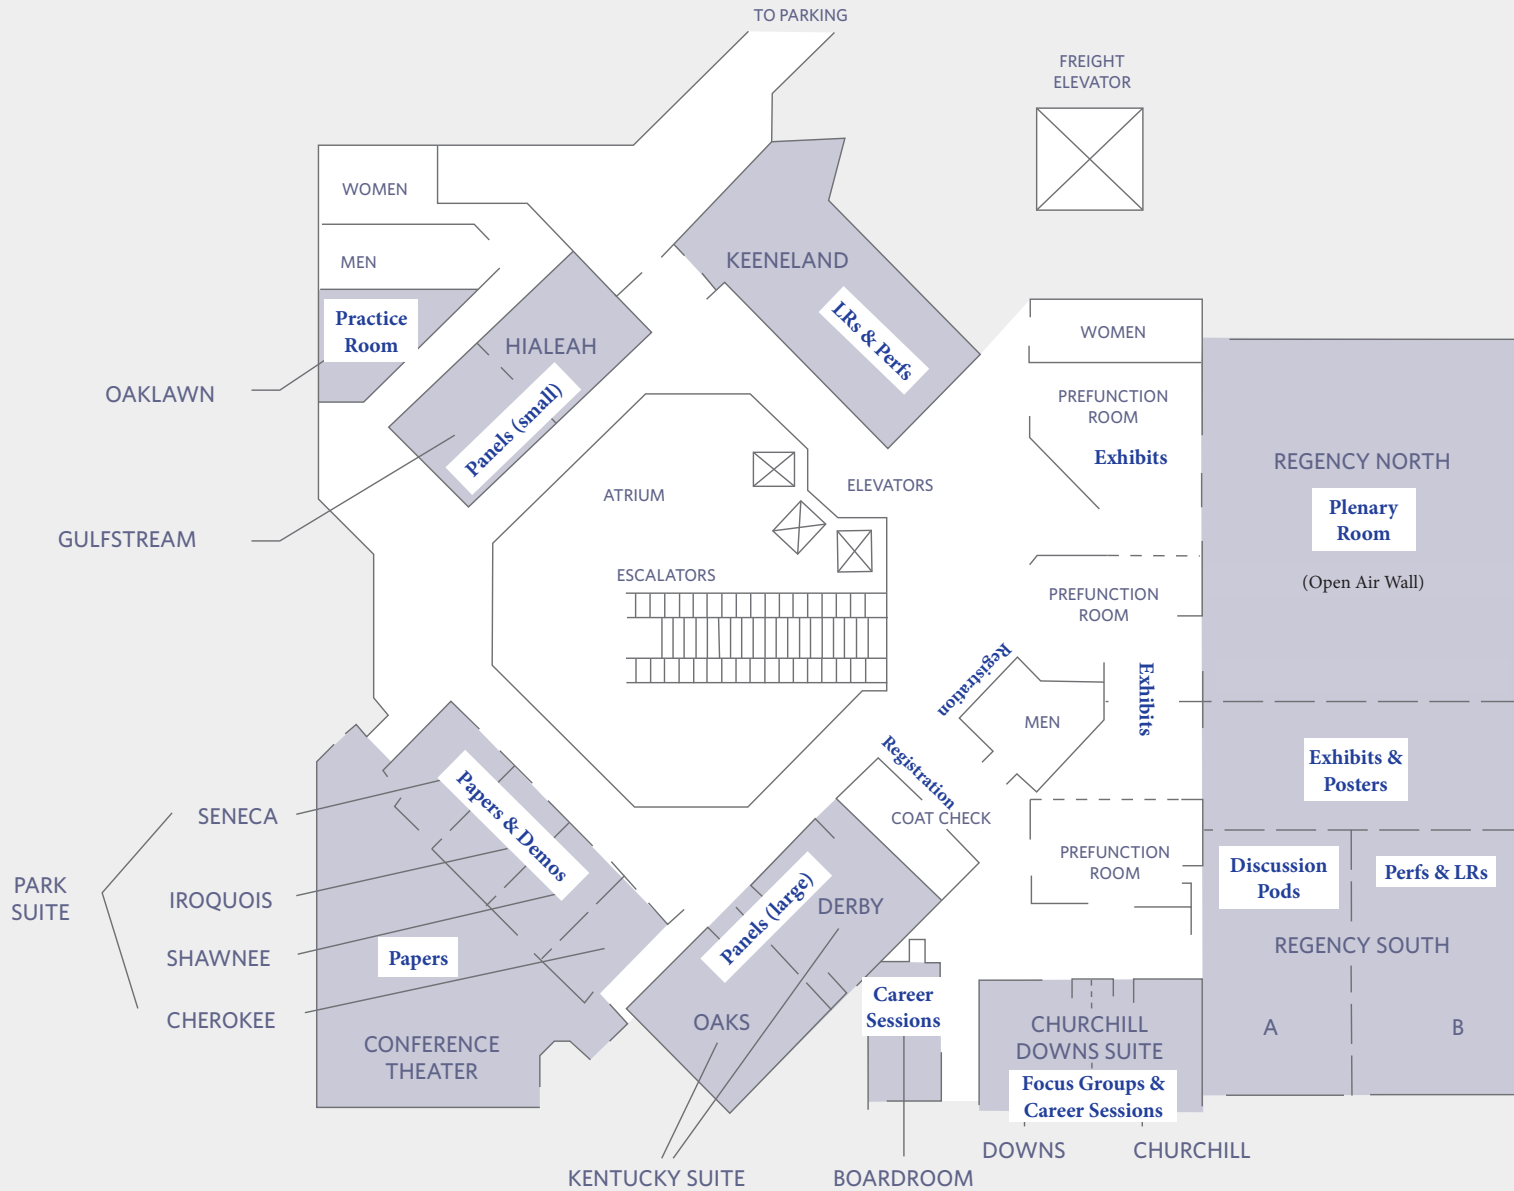 TO PARKING
FREIGHT
ELEVATOR
WOMEN
MEN
KEENELAND
LRs & Perfs
Practice
Room
HIALEAH
Panels (small)
OAKLAWN
GULFSTREAM
WOMEN
PREFUNCTION
ROOM
Exhibits
REGENCY NORTH
Plenary
Room
(Open Air Wall)
ATRIUM
ELEVATORS
ESCALATORS
PREFUNCTION
ROOM
Registration
Exhibits
MEN
Registration
COAT CHECK
Exhibits &
Posters
PREFUNCTION
ROOM
Discussion
Pods
Perfs & LRs
REGENCY SOUTH
A
B
PARK
SUITE
SENECA
IROQUOIS
SHAWNEE
CHEROKEE
Papers & Demos
Papers
CONFERENCE
THEATER
Panels (large)
DERBY
OAKS
Career
Sessions
CHURCHILL
DOWNS SUITE
Focus Groups &
Career Sessions
KENTUCKY SUITE
BOARDROOM
DOWNS
CHURCHILL